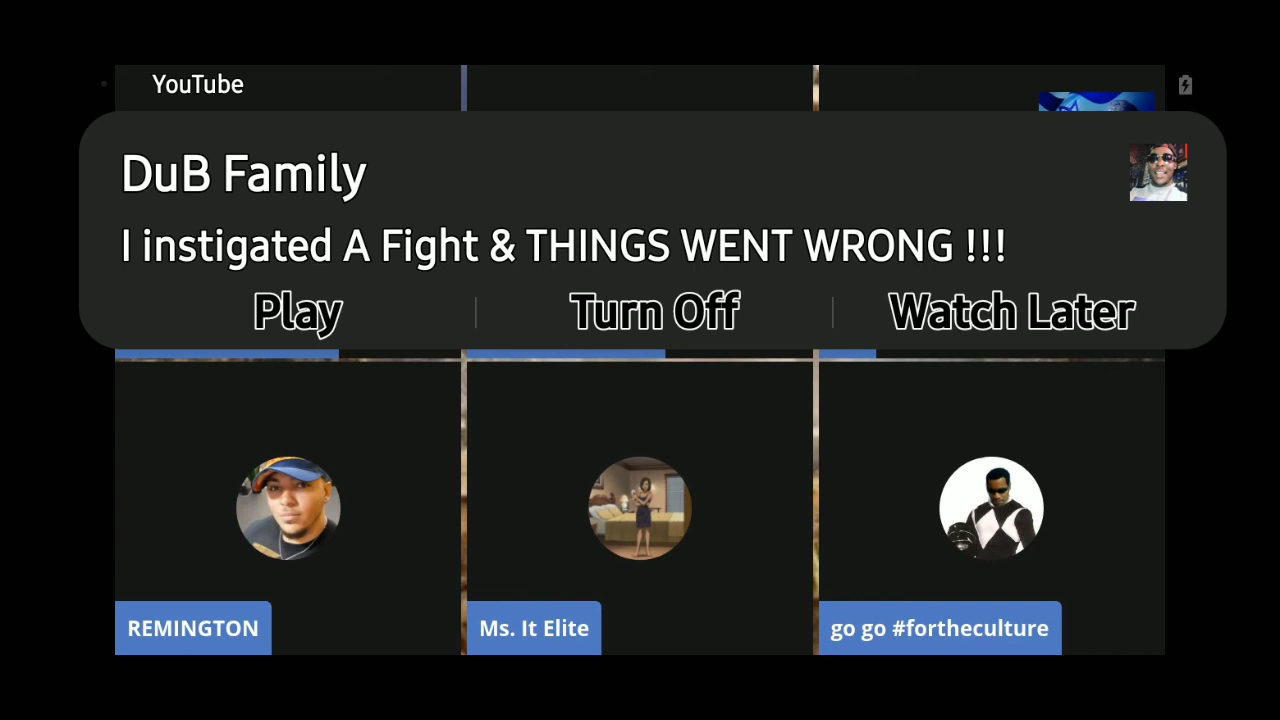 YouTube
DuB Family
I instigated A Fight & THINGS WENT WRONG !!!
Play
Turn Off
Watch Later
REMINGTON
Ms. It Elite
go go #fortheculture